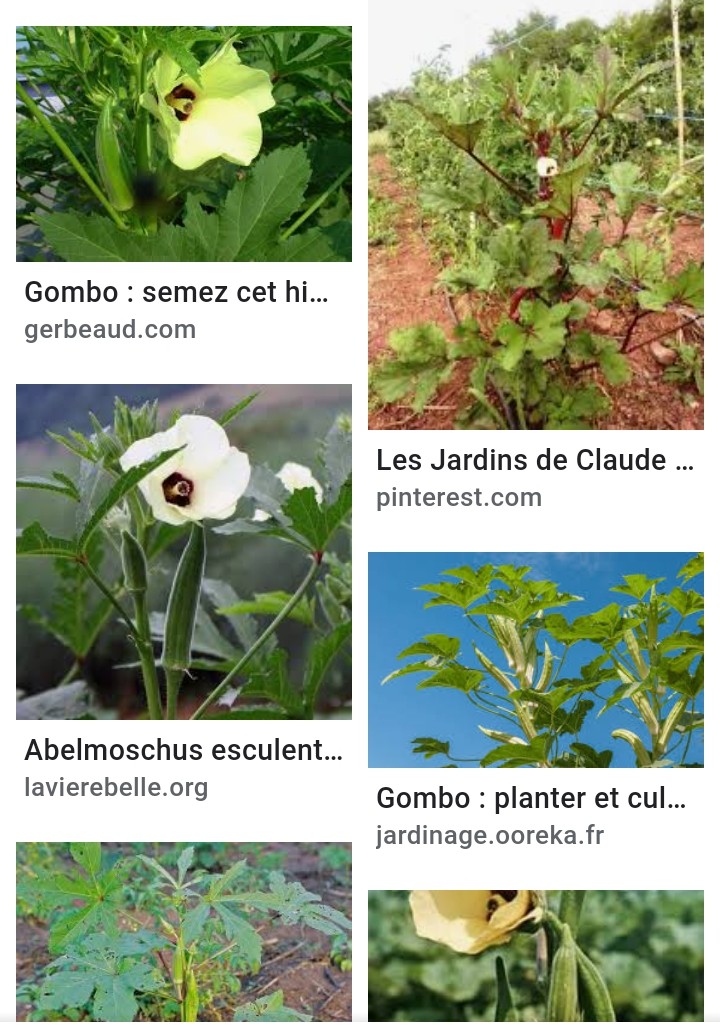 Gombo : semez cet hi...
gerbeaud.com
Les Jardins de Claude ...
pinterest.com
Abelmoschus esculent...
lavierebelle.org
Gombo : planter et cul...
jardinage.ooreka.fr